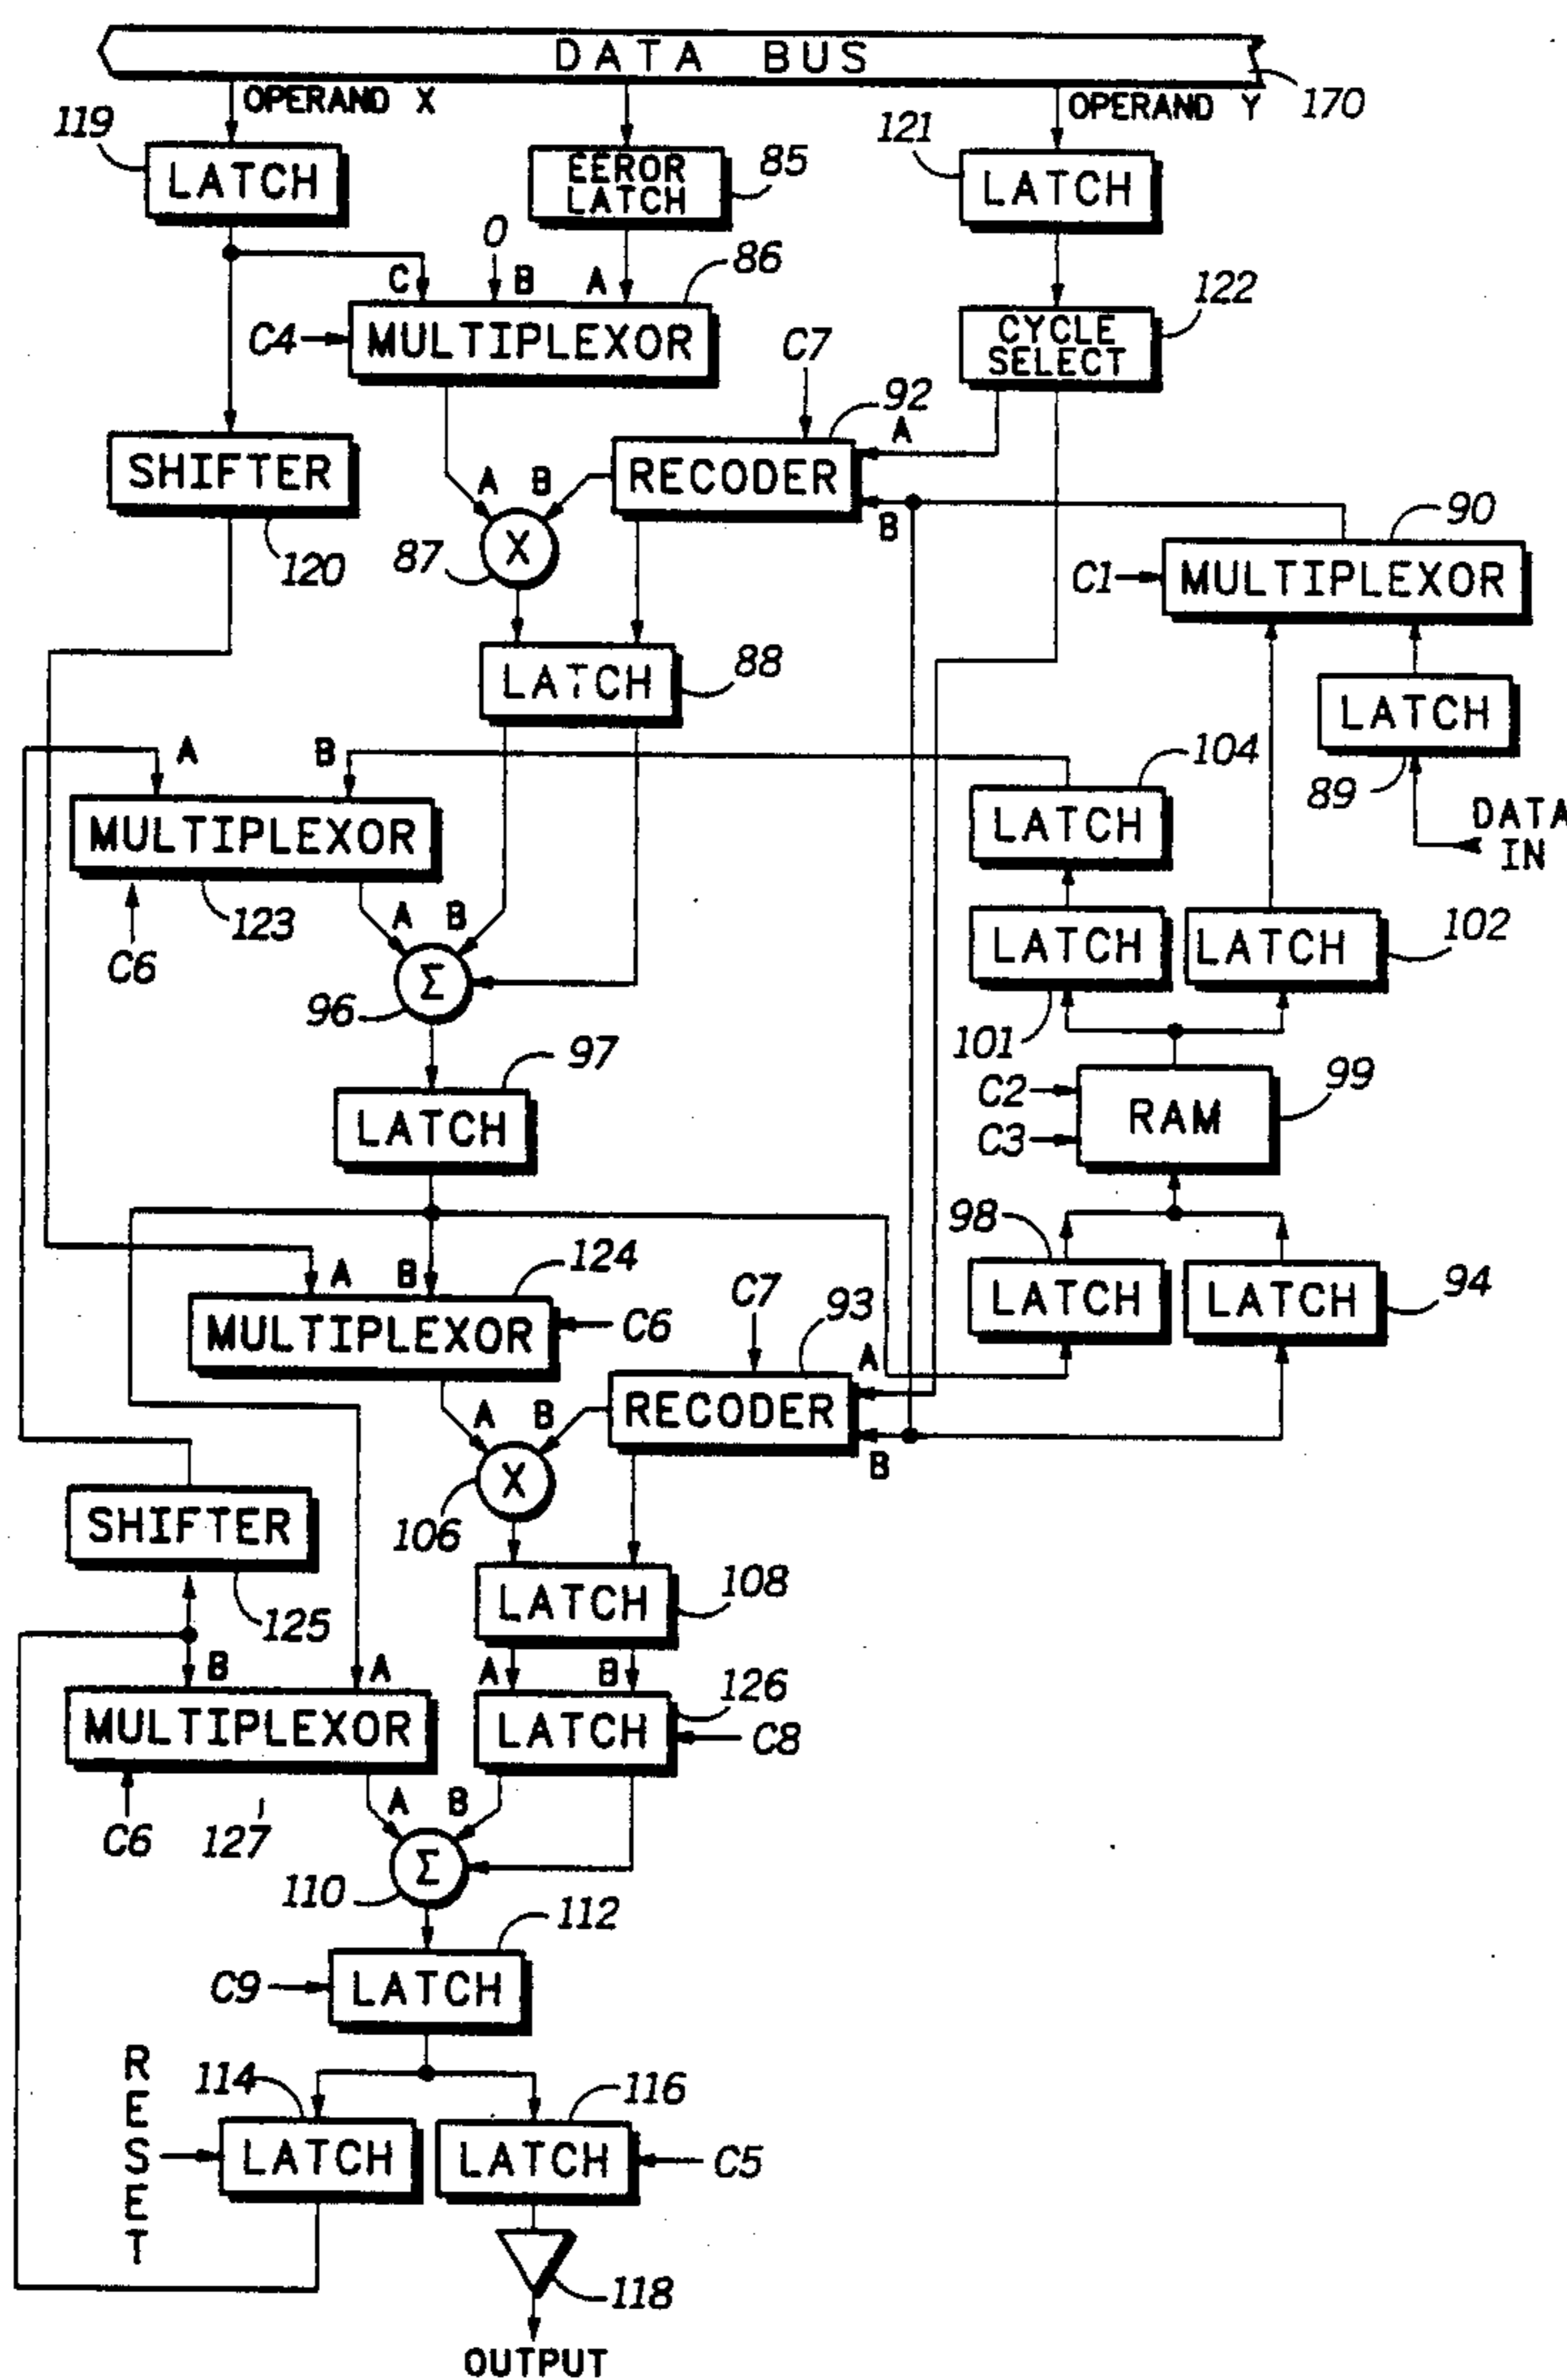 DATA BUS
OPERAND X
OPERAND Y
170
119
LATCH
EEROR
LATCH
85
121
LATCH
0
C
B
A
86
C4
MULTIPLEXOR
122
CYCLE
SELECT
C7
92
A
SHIFTER
120
A
B
RECODER
B
X
87
90
C1
MULTIPLEXOR
LATCH
88
LATCH
89
DATA
IN
A
B
104
MULTIPLEXOR
LATCH
123
A
B
C6
LATCH
LATCH
102
Σ
96
101
97
C2
C3
RAM
99
LATCH
98
A
B
124
LATCH
LATCH
94
MULTIPLEXOR
C6
C7
93
A
A
B
RECODER
B
X
106
SHIFTER
125
LATCH
108
B
A
A
B
126
MULTIPLEXOR
LATCH
C8
C6
127
A
B
Σ
110
112
C9
LATCH
RESET
114
116
LATCH
LATCH
C5
118
OUTPUT